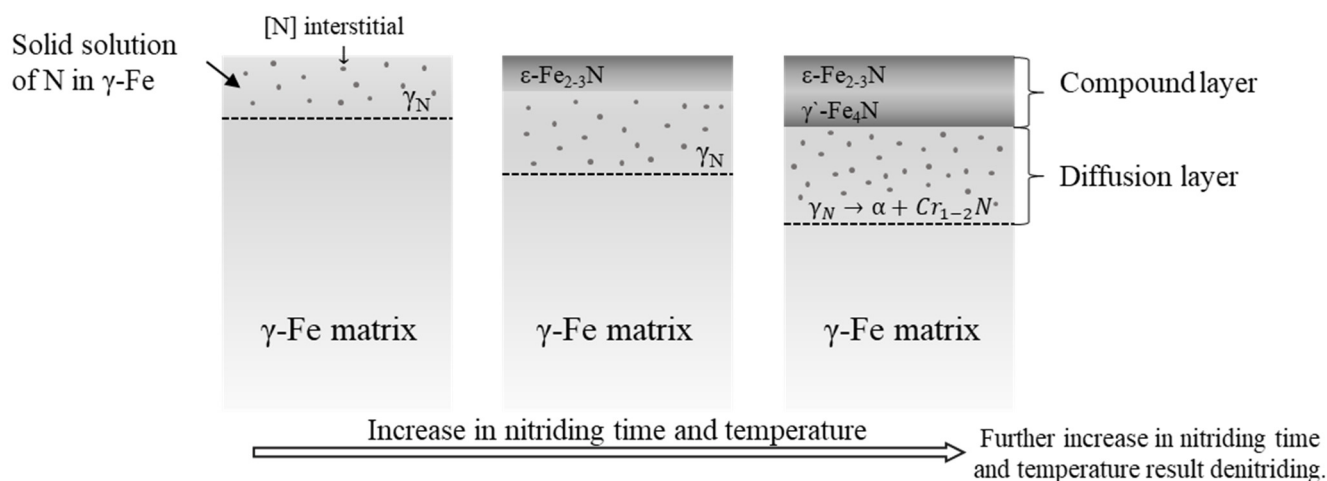 [N] interstitial
↓
Solid solution
of N in γ-Fe
γN
γ-Fe matrix
ε-Fe2-3N
γN
γ-Fe matrix
ε-Fe2-3N
γ`-Fe4N
γN → α + Cr1−2N
γ-Fe matrix
Compound layer
Diffusion layer
Increase in nitriding time and temperature
Further increase in nitriding time
and temperature result denitriding.